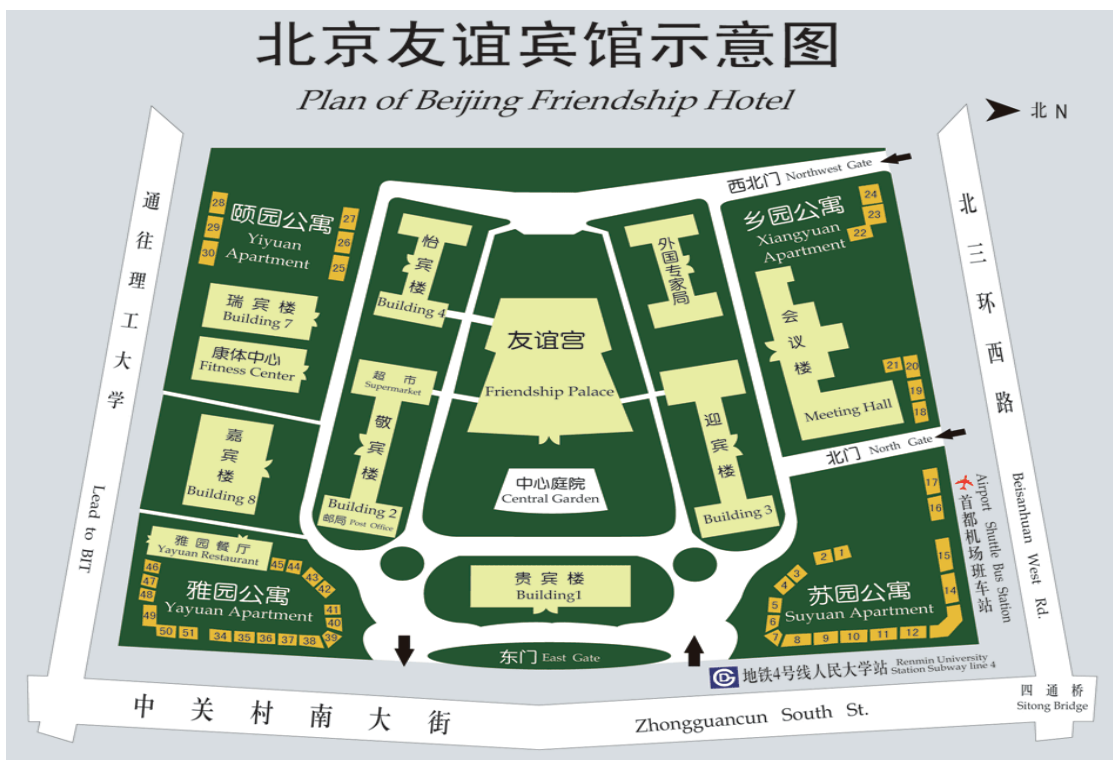 北京友谊宾馆示意图
Plan of Beijing Friendship Hotel
北 N
西北门 Northwest Gate
通往理工大学
Lead to BIT
北三环西路
Beisanhuan West Rd.
28
29
30
颐园公寓
Yiyuan
Apartment
27
26
25
怡宾楼
Building 4
外国专家局
乡园公寓
Xiangyuan
Apartment
24
23
22
瑞宾楼
Building 7
康体中心
Fitness Center
友谊宫
Friendship Palace
会议楼
Meeting Hall
21
20
19
18
超市
Supermarket
敬宾楼
Building 2
邮局 Post Office
迎宾楼
Building 3
嘉宾楼
Building 8
中心庭院
Central Garden
北门 North Gate
17
16
首都机场班车站
Airport Shuttle Bus Station
雅园餐厅
Yayuan Restaurant
贵宾楼
Building1
46
47
48
49
50
51
34
35
36
37
38
39
40
41
42
43
44
45
雅园公寓
Yayuan Apartment
1
2
3
4
5
6
7
8
9
10
11
12
14
15
苏园公寓
Suyuan Apartment
东门 East Gate
地铁4号线人民大学站
Renmin University
Station Subway line 4
中关村南大街
Zhongguancun South St.
四通桥
Sitong Bridge